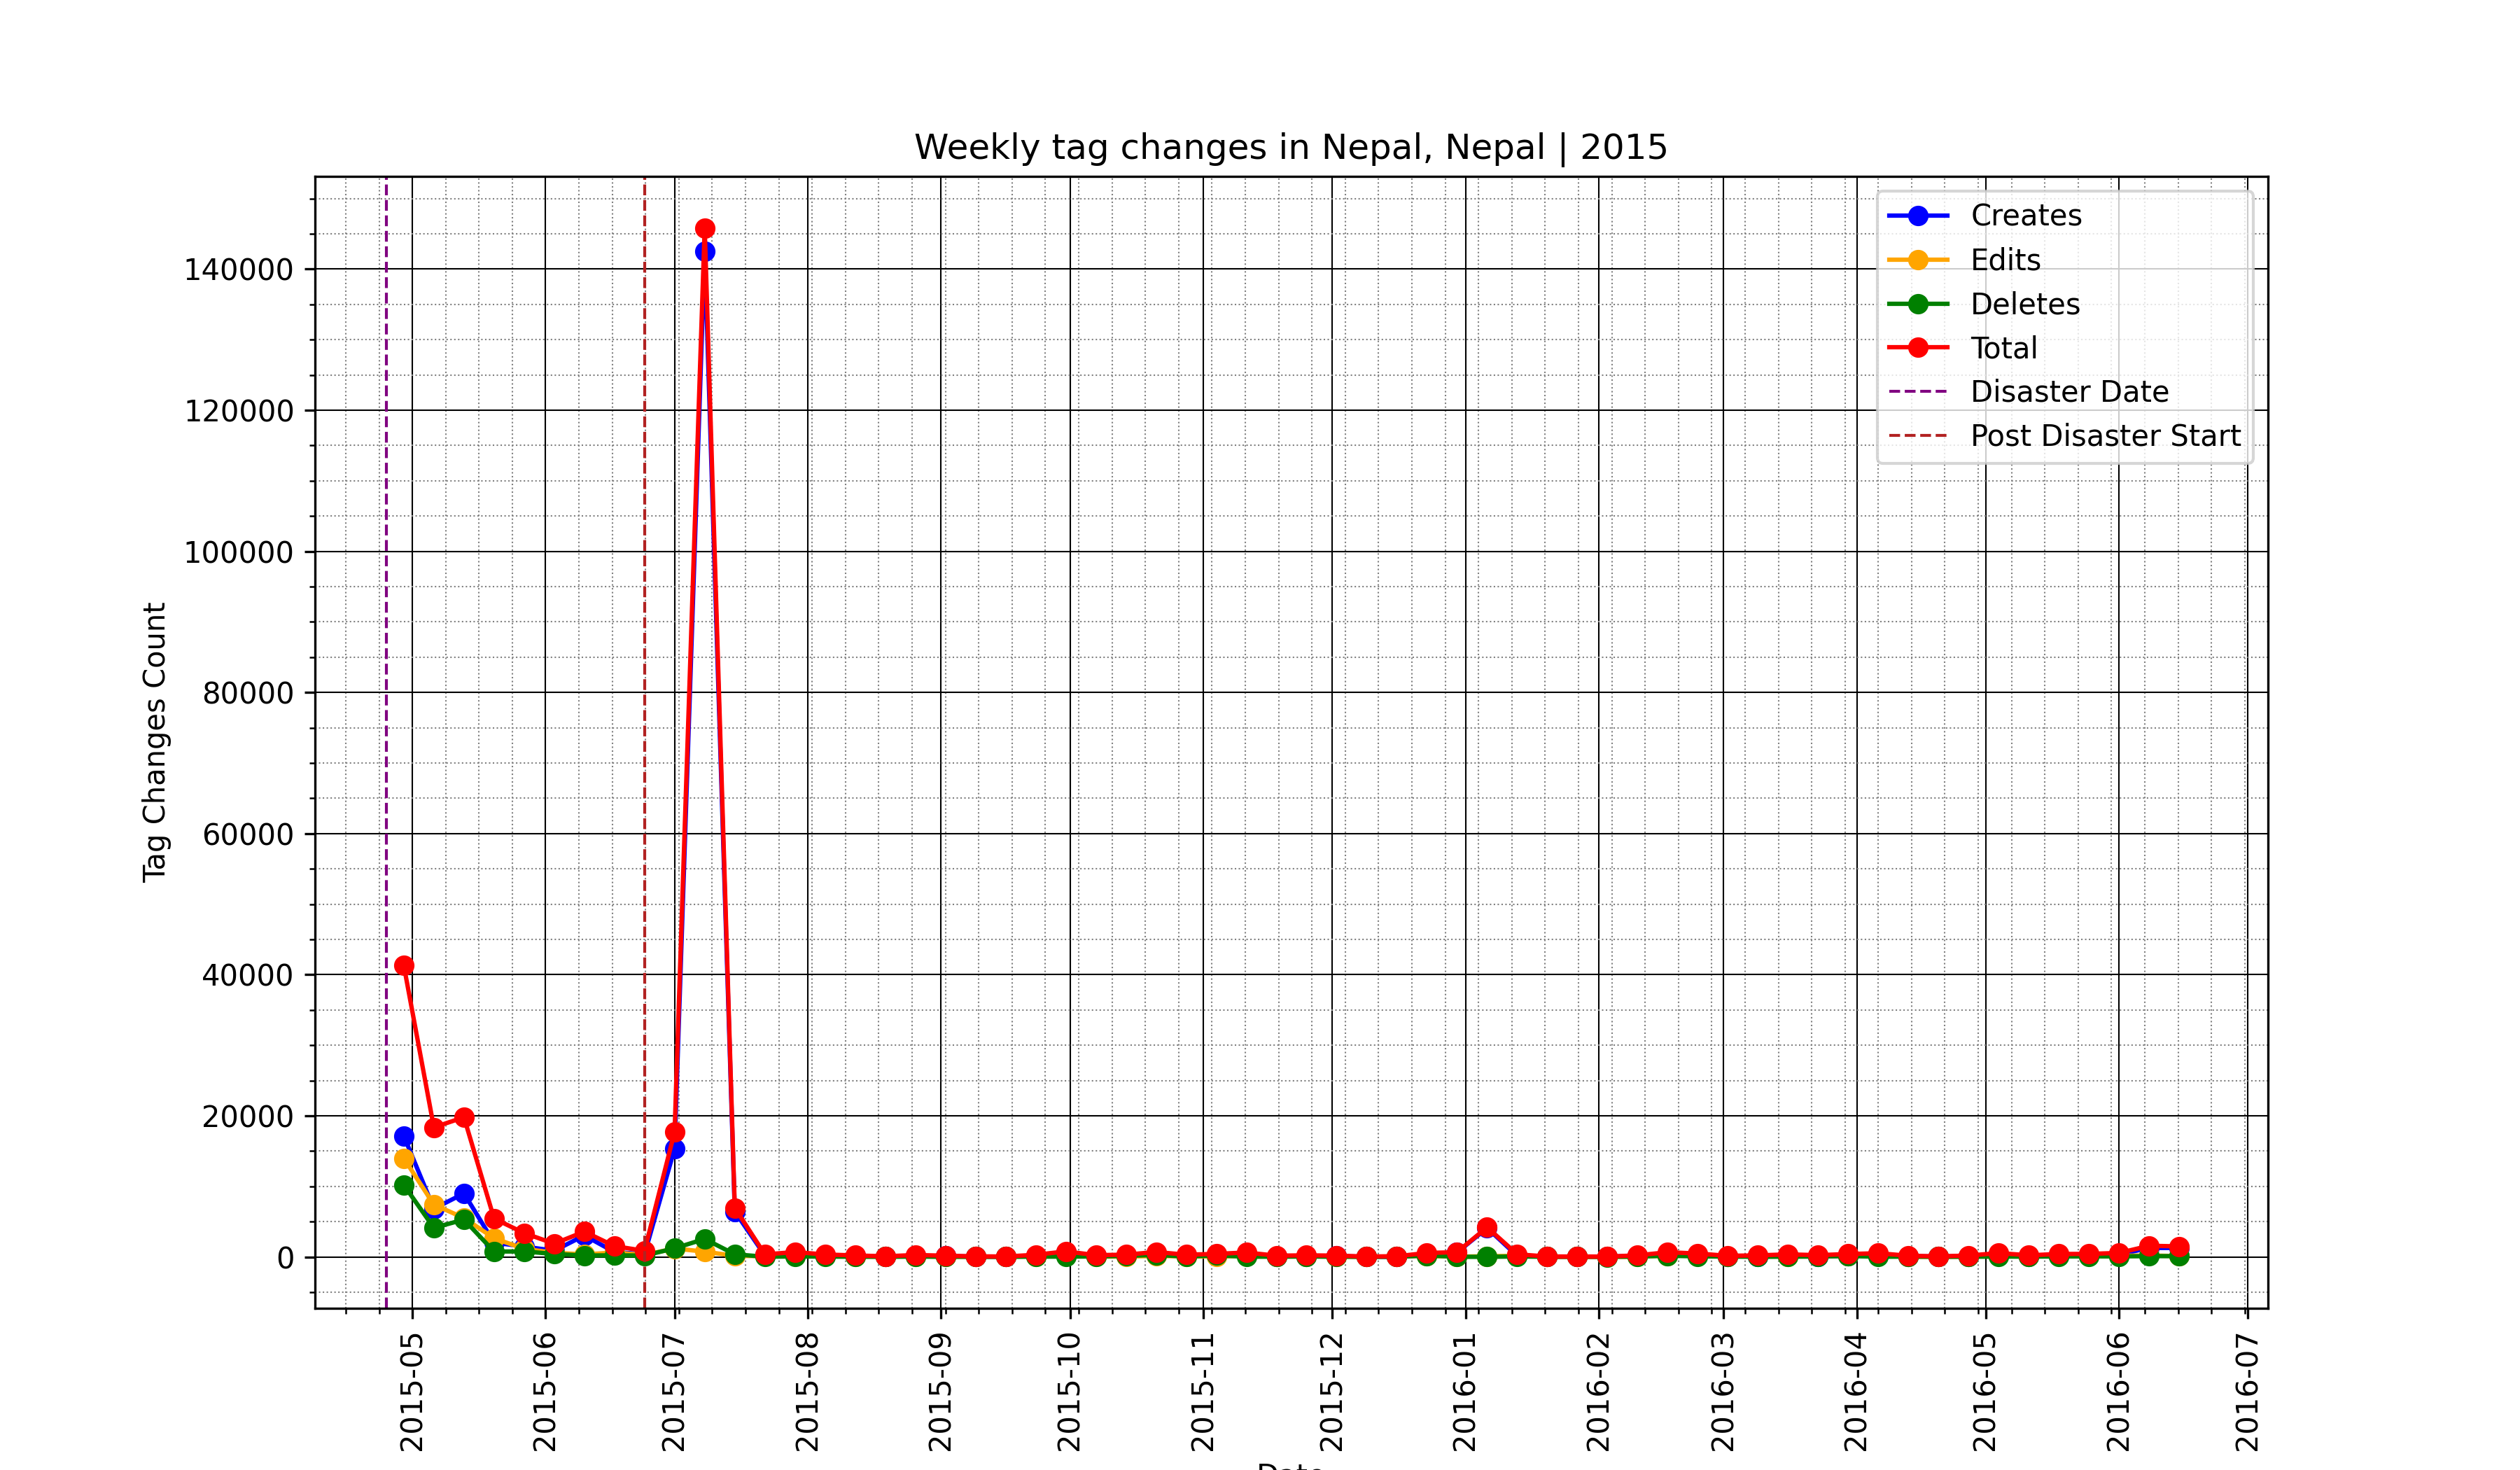 Weekly tag changes in Nepal, Nepal | 2015
Creates
Edits
Deletes
Total
Disaster Date
Post Disaster Start
Tag Changes Count
140000
120000
100000
80000
60000
40000
20000
0
2015-05
2015-06
2015-07
2015-08
2015-09
2015-10
2015-11
2015-12
2016-01
2016-02
2016-03
2016-04
2016-05
2016-06
2016-07
Date